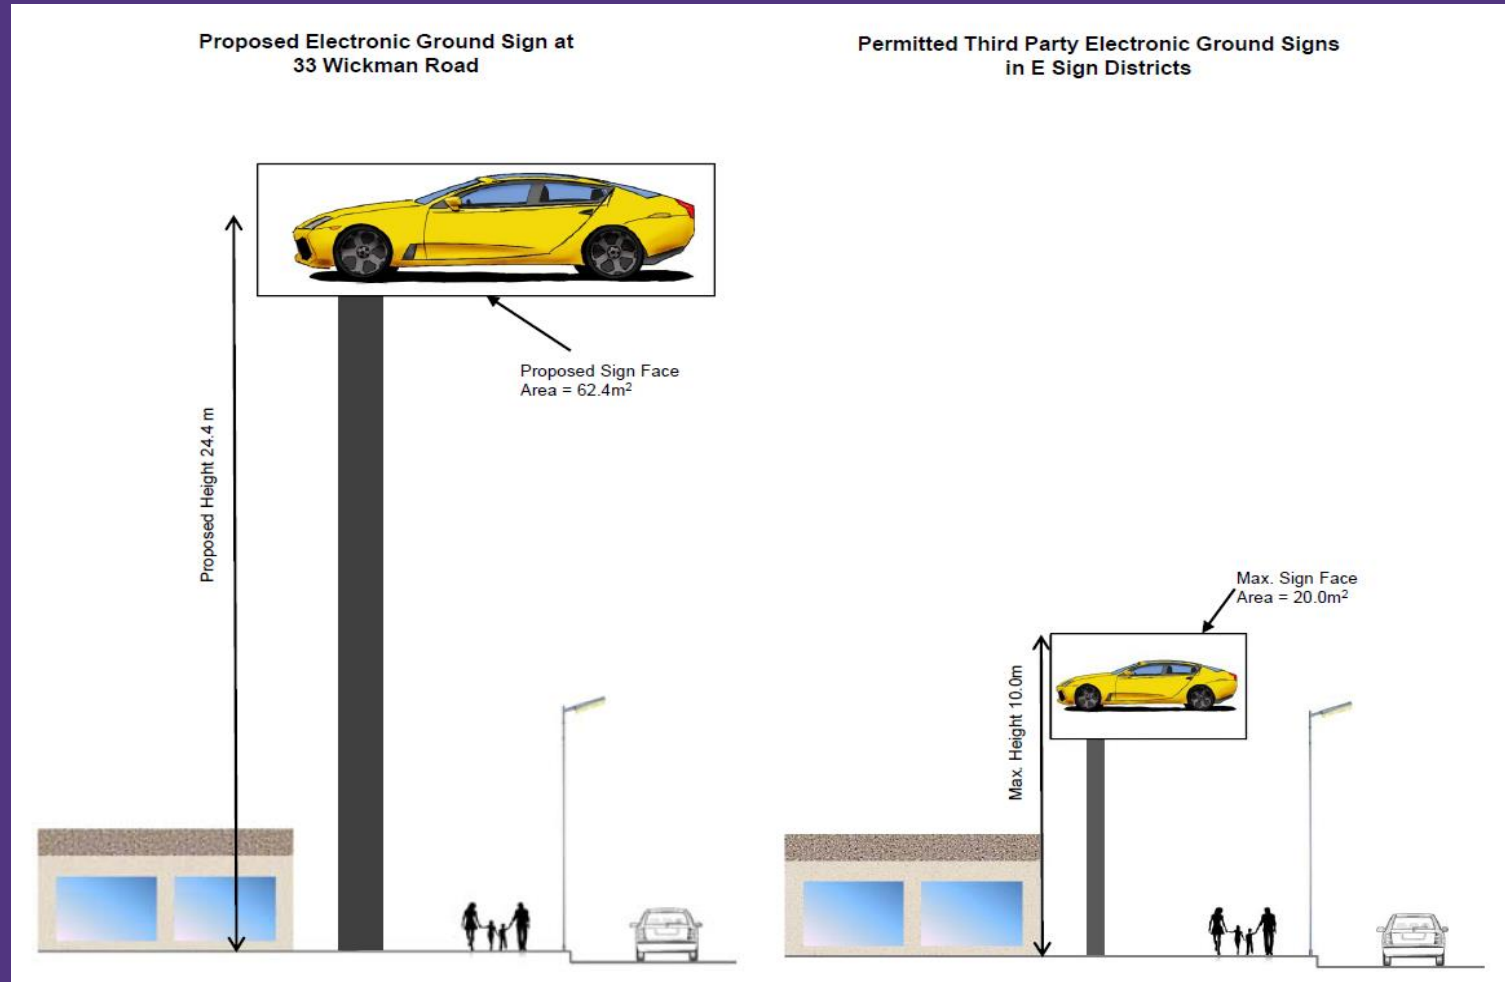 Proposed Electronic Ground Sign at
33 Wickman Road
Proposed Sign Face
Area = 62.4m²
Proposed Height 24.4 m
Permitted Third Party Electronic Ground Signs
in E Sign Districts
Max. Sign Face
Area = 20.0m²
Max. Height 10.0m